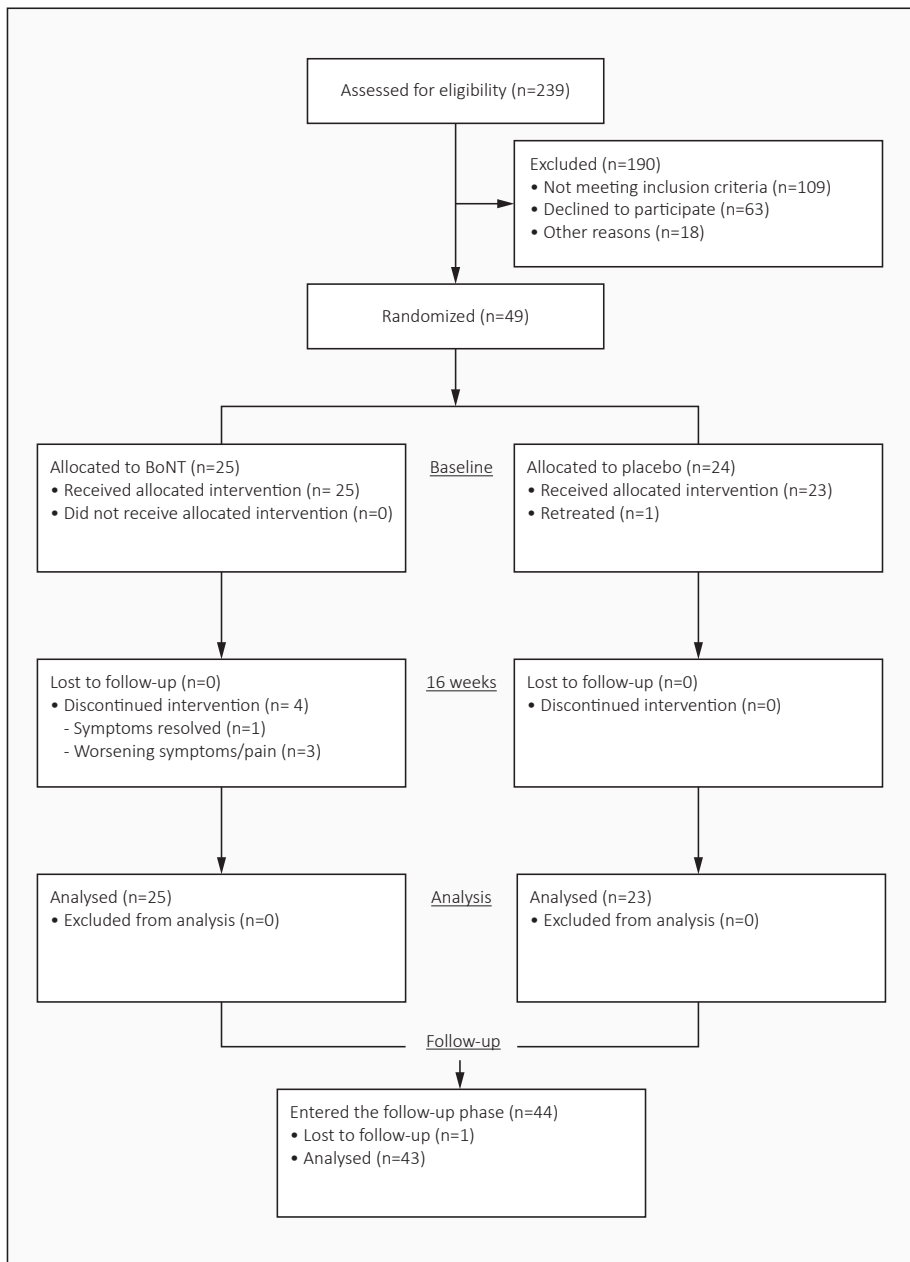 Assessed for eligibility (n=239)
Excluded (n=190)
• Not meeting inclusion criteria (n=109)
• Declined to participate (n=63)
• Other reasons (n=18)
Randomized (n=49)
Allocated to BoNT (n=25)
• Received allocated intervention (n= 25)
• Did not receive allocated intervention (n=0)
Baseline
Allocated to placebo (n=24)
• Received allocated intervention (n=23)
• Retreated (n=1)
Lost to follow-up (n=0)
• Discontinued intervention (n= 4)
- Symptoms resolved (n=1)
- Worsening symptoms/pain (n=3)
16 weeks
Lost to follow-up (n=0)
• Discontinued intervention (n=0)
Analysed (n=25)
• Excluded from analysis (n=0)
Analysis
Analysed (n=23)
• Excluded from analysis (n=0)
Follow-up
Entered the follow-up phase (n=44)
• Lost to follow-up (n=1)
• Analysed (n=43)